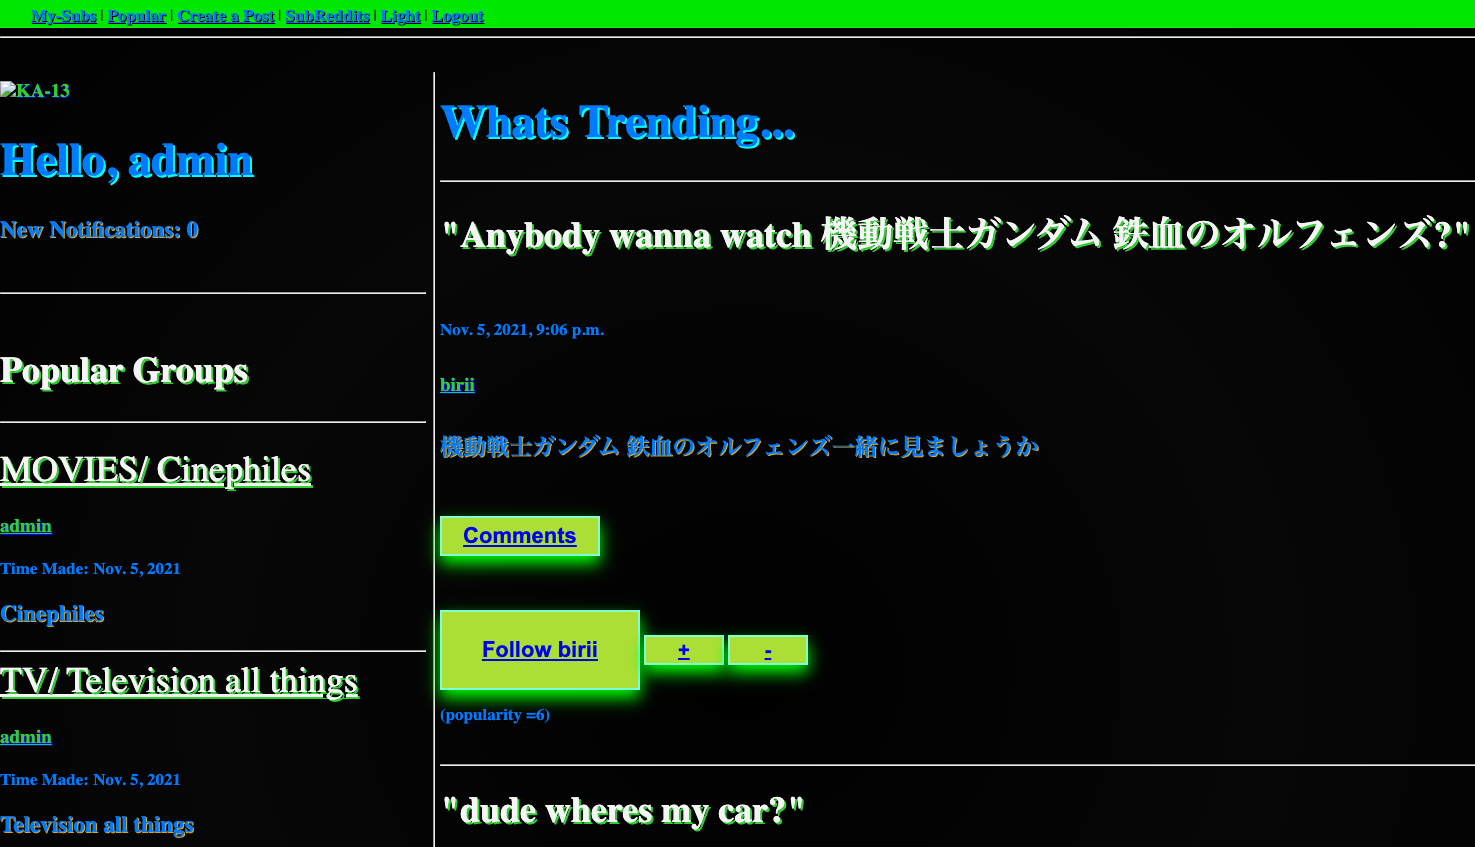 My-Subs | Popular | Create a Post | SubReddits | Light | Logout
KA-13
Hello, admin
New Notifications: 0
Popular Groups
MOVIES/ Cinephiles
admin
Time Made: Nov. 5, 2021
Cinephiles
TV/ Television all things
admin
Time Made: Nov. 5, 2021
Television all things
Whats Trending...
"Anybody wanna watch 機動戦士ガンダム 鉄血のオルフェンズ?"
Nov. 5, 2021, 9:06 p.m.
birii
機動戦士ガンダム 鉄血のオルフェンズ一緒に見ましょうか
Comments
Follow birii + -
(popularity =6)
"dude wheres my car?"